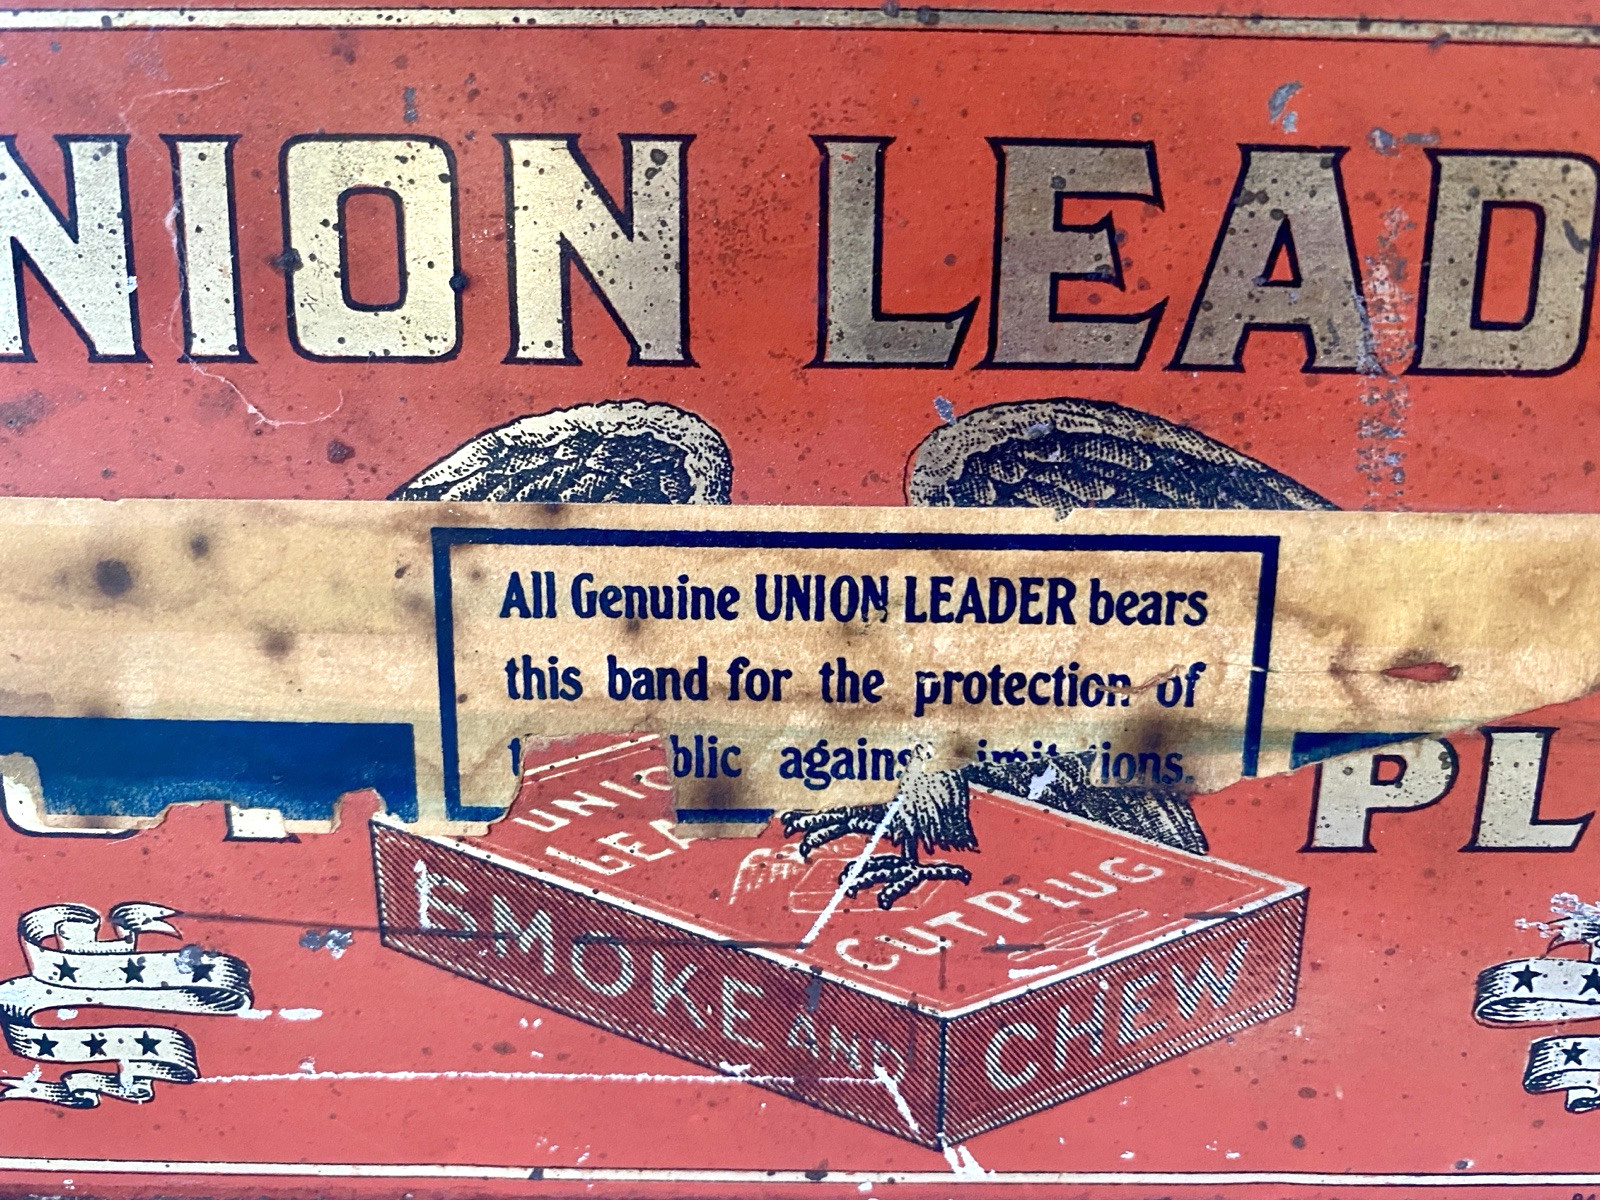 NION LEAD
All Genuine UNION LEADER bears
this band for the protection of
blic against imitations.
PL
UNIO
LEA
CUT PLUG
SMOKE AND
CHEW